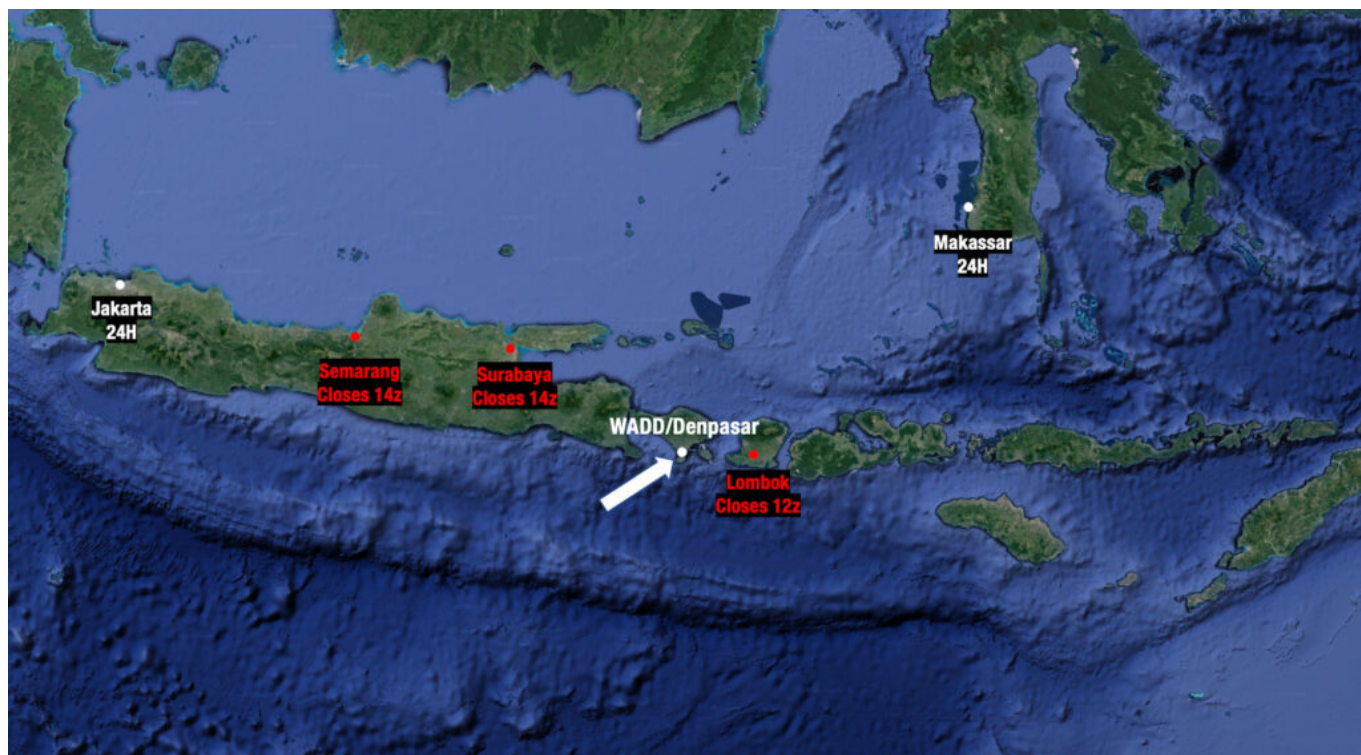 Makassar
24H
Jakarta
24H
Semarang
Closes 14z
Surabaya
Closes 14z
WADD/Denpasar
Lombok
Closes 12z